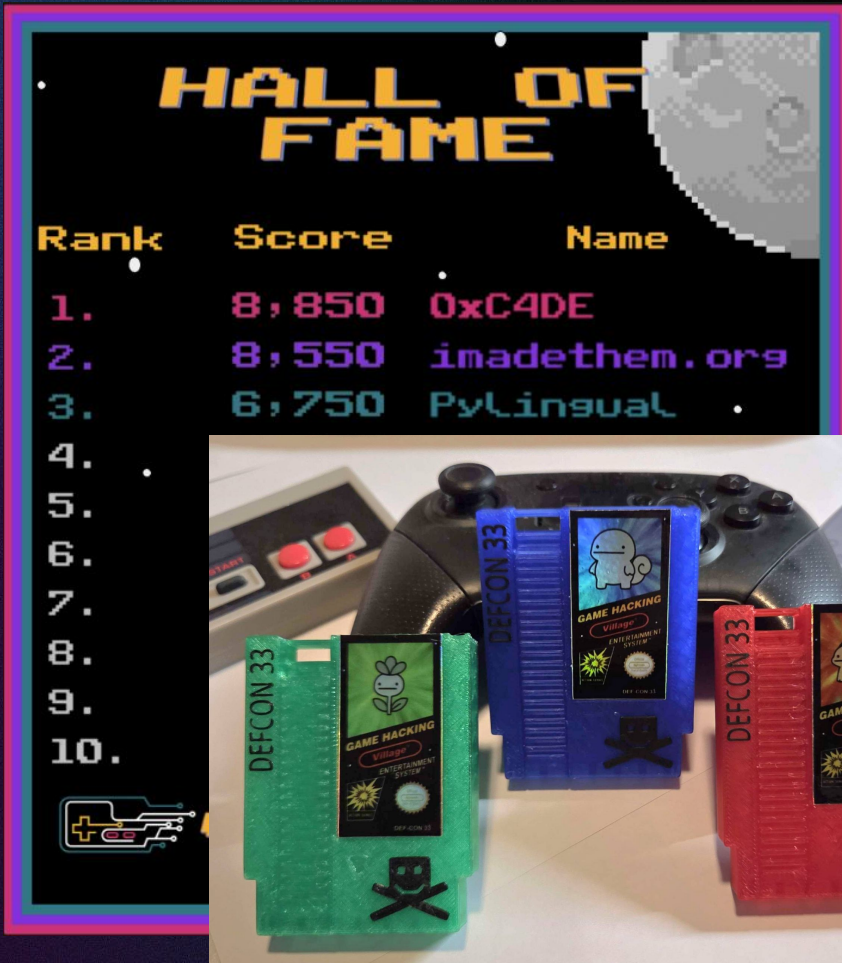 HALL OF
FAME
Rank Score Name
1. 8,850 0xC4DE
2. 8,550 imadethem.org
3. 6,750 PyLingual
4.
5.
6.
7.
8.
9.
10.
START
B A
DEFCON 33
GAME HACKING
Village
ENTERTAINMENT
SYSTEM
DEF CON 33
DEFCON 33
GAME HACKING
Village
ENTERTAINMENT
SYSTEM
DEF-CON 33
DEFCON 33